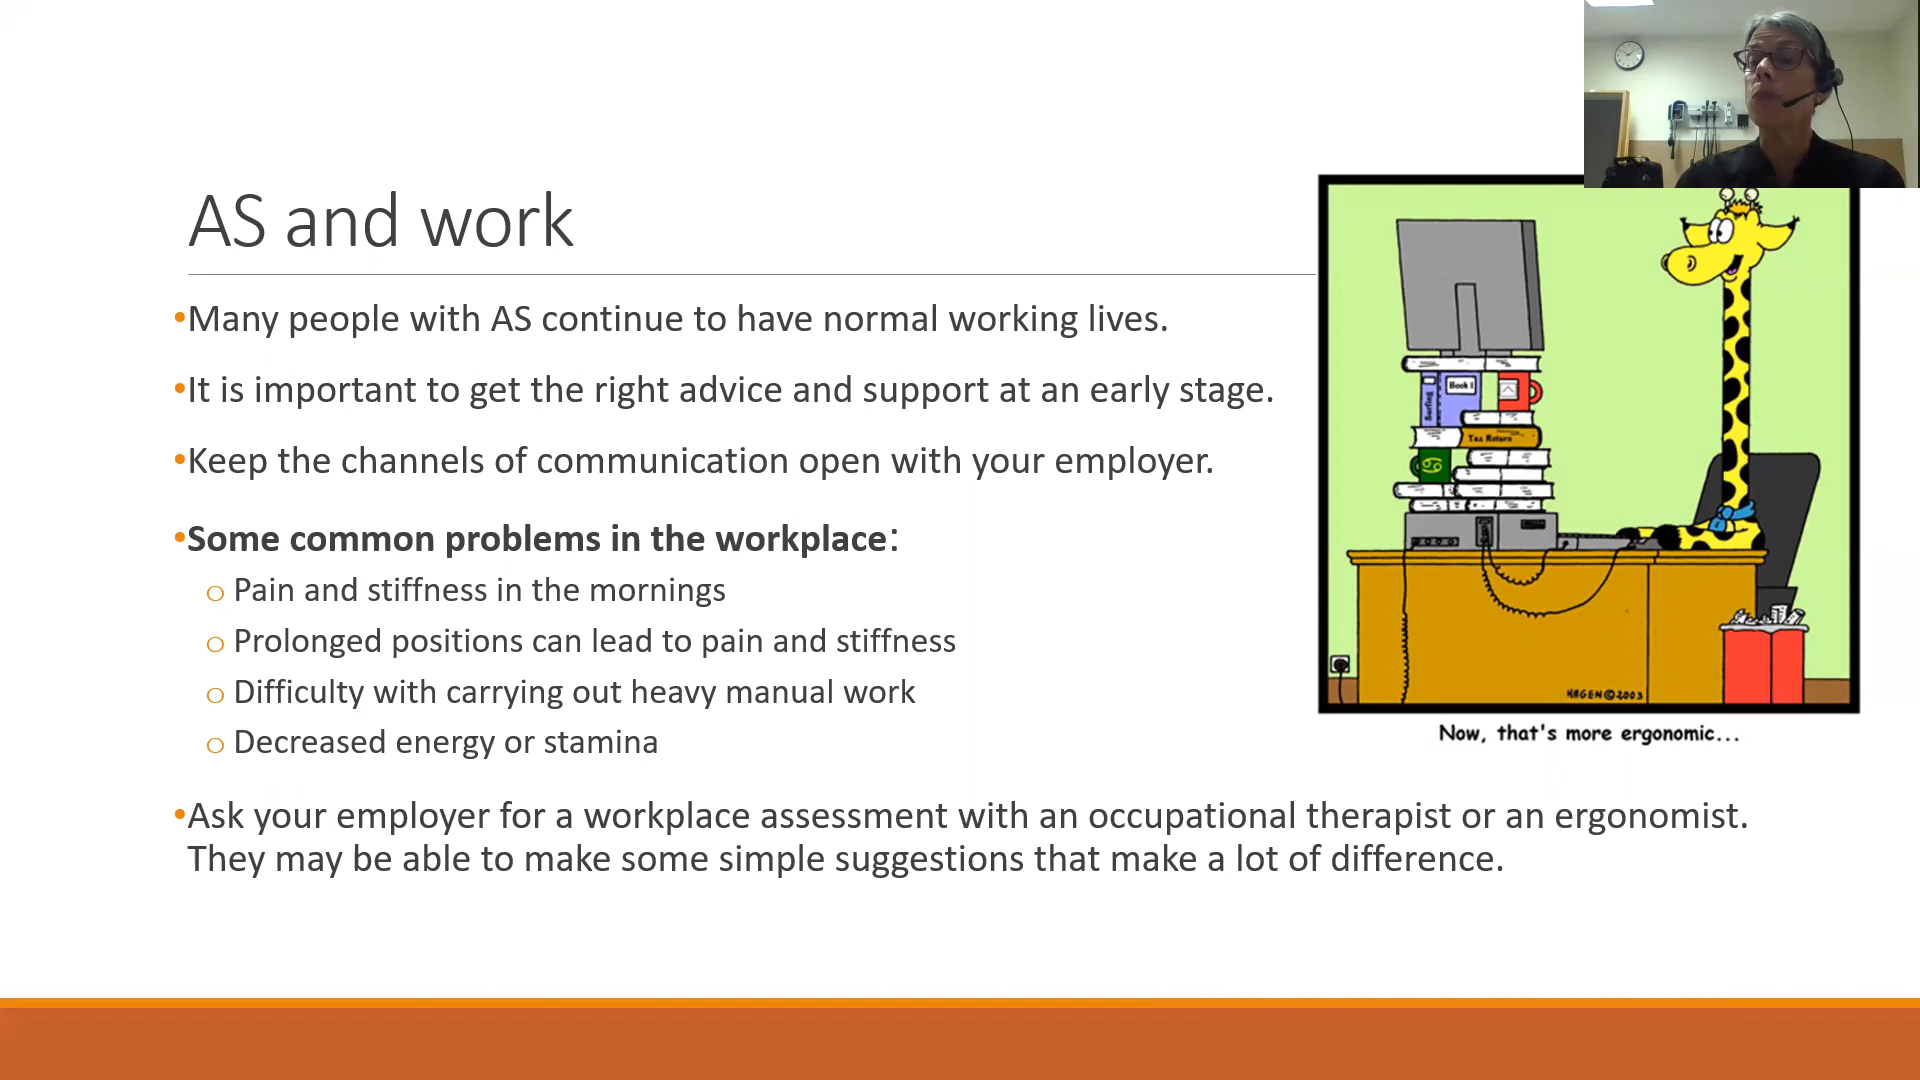 AS and work
•Many people with AS continue to have normal working lives.
•It is important to get the right advice and support at an early stage.
•Keep the channels of communication open with your employer.
•Some common problems in the workplace:
o Pain and stiffness in the mornings
o Prolonged positions can lead to pain and stiffness
o Difficulty with carrying out heavy manual work
o Decreased energy or stamina
•Ask your employer for a workplace assessment with an occupational therapist or an ergonomist.
They may be able to make some simple suggestions that make a lot of difference.
Surfing
Book 1
Tax Return
HAGEN©2003
Now, that's more ergonomic...